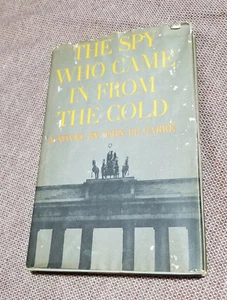 THE SPY
WHO CAME
IN FROM
THE COLD